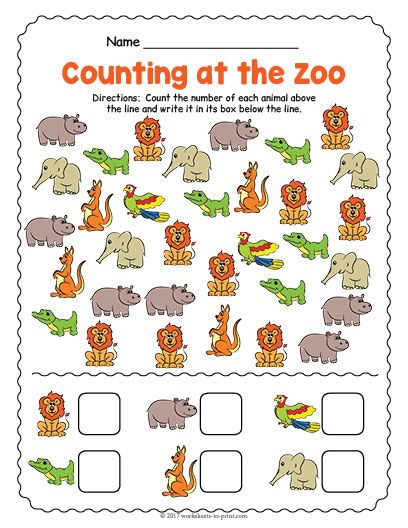 Name
Counting at the Zoo
Directions: Count the number of each animal above
the line and write it in its box below the line.
© 2017 worksheets-to-print.com